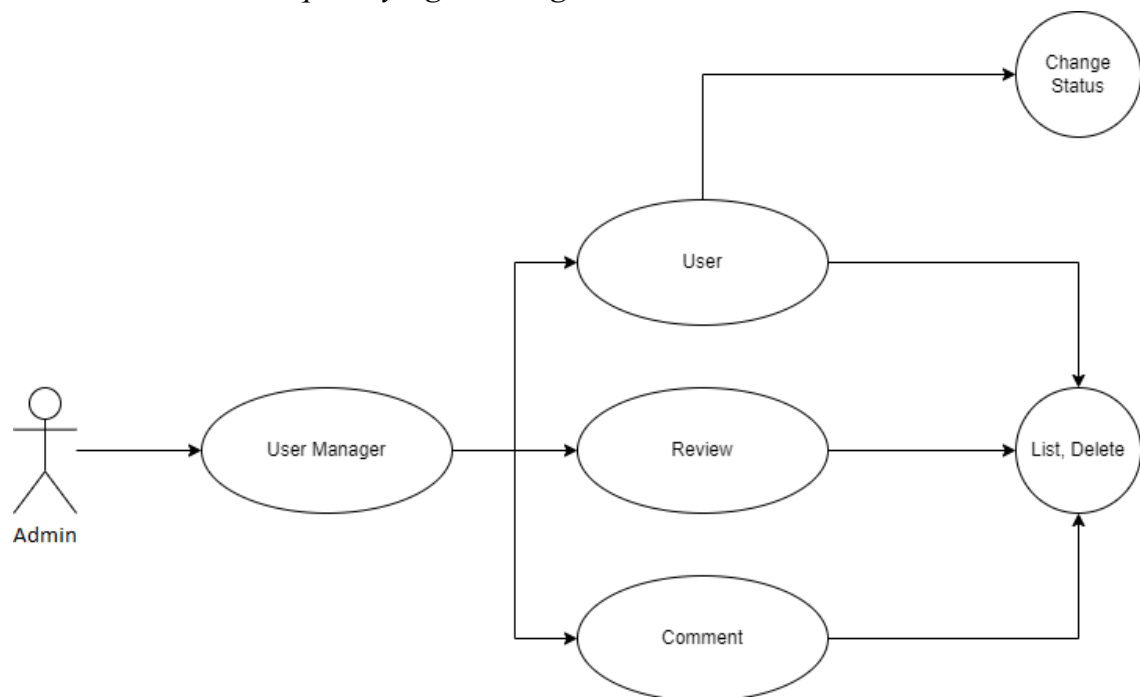 Change
Status
User
User Manager
Review
List, Delete
Admin
Comment